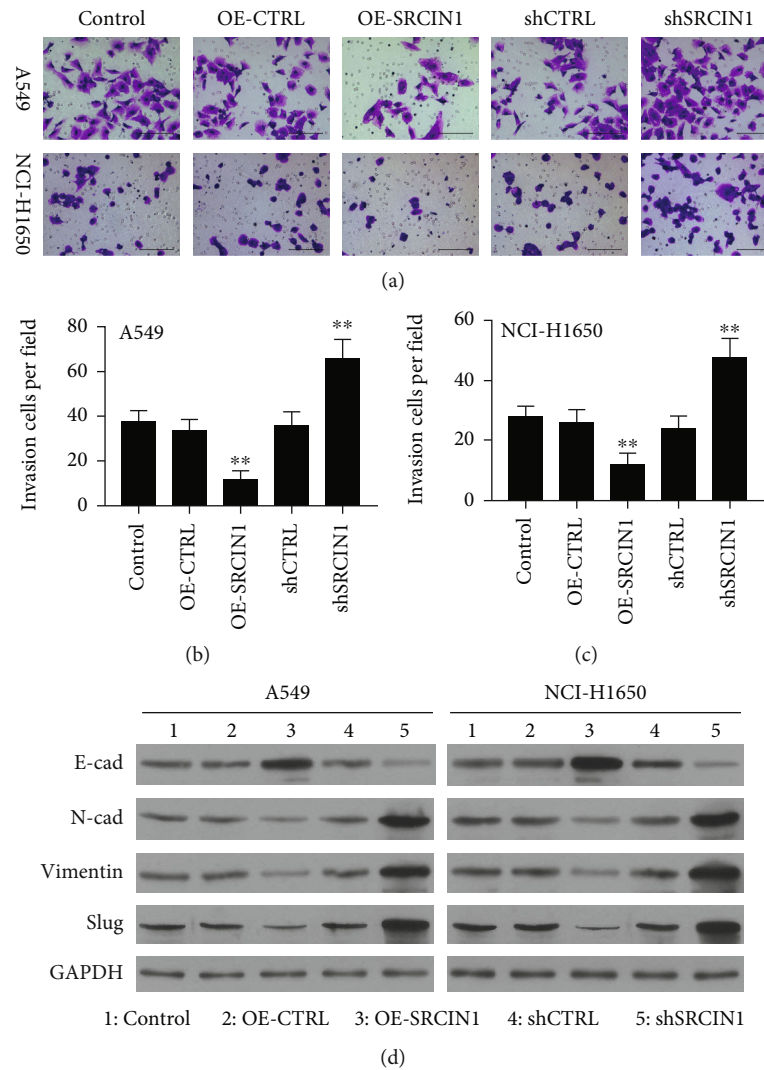 Control OE-CTRL OE-SRCIN1 shCTRL shSRCIN1
A549
NCI-H1650
(a)
A549
Invasion cells per field
80
60
40
20
0
**
**
Control
OE-CTRL
OE-SRCIN1
shCTRL
shSRCIN1
(b)
NCI-H1650
Invasion cells per field
60
40
20
0
**
**
Control
OE-CTRL
OE-SRCIN1
shCTRL
shSRCIN1
(c)
A549 NCI-H1650
1 2 3 4 5 1 2 3 4 5
E-cad
N-cad
Vimentin
Slug
GAPDH
1: Control 2: OE-CTRL 3: OE-SRCIN1 4: shCTRL 5: shSRCIN1
(d)